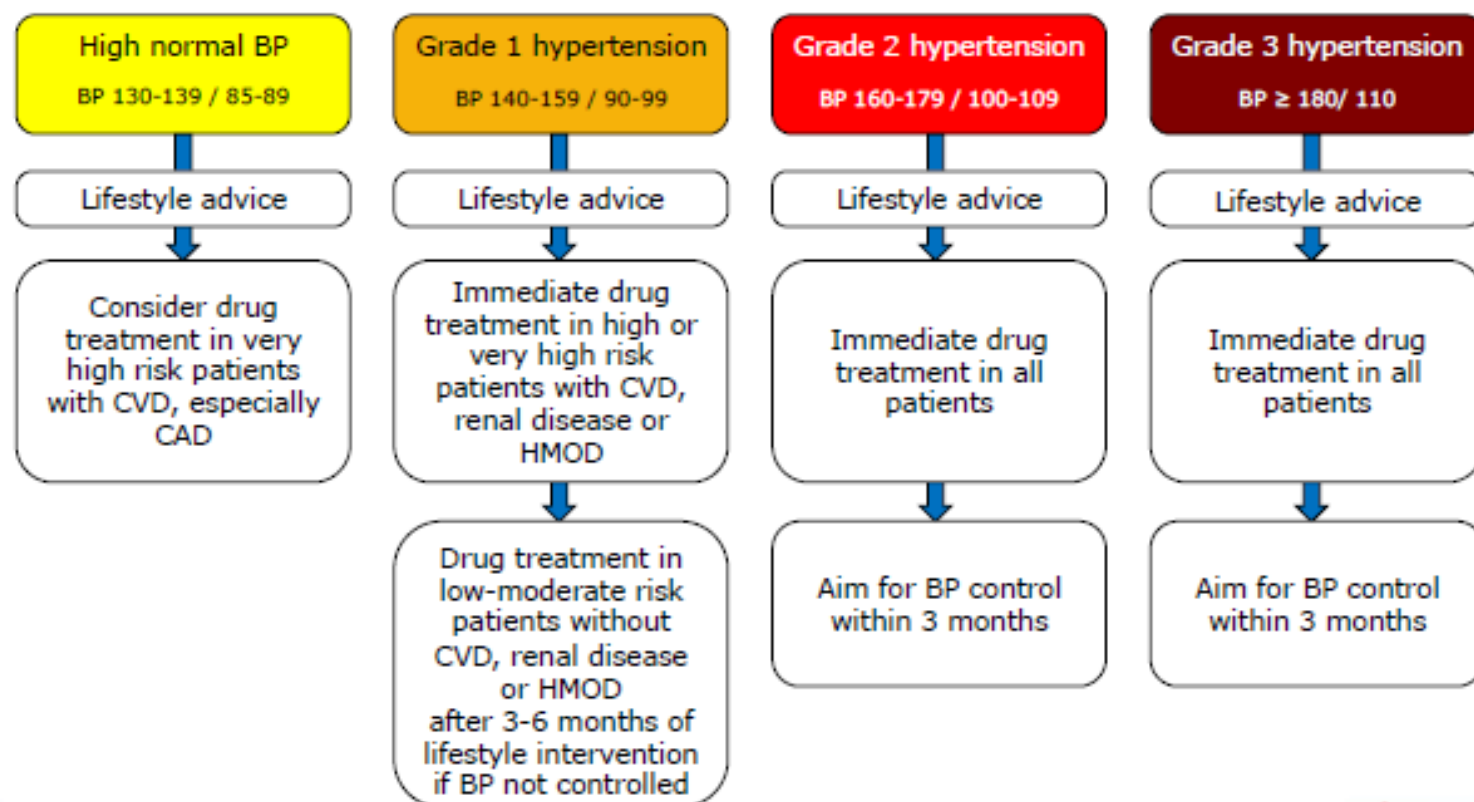 High normal BP
BP 130-139 / 85-89
Lifestyle advice
Consider drug
treatment in very
high risk patients
with CVD, especially
CAD
Grade 1 hypertension
BP 140-159 / 90-99
Lifestyle advice
Immediate drug
treatment in high or
very high risk
patients with CVD,
renal disease or
HMOD
Drug treatment in
low-moderate risk
patients without
CVD, renal disease
or HMOD
after 3-6 months of
lifestyle intervention
if BP not controlled
Grade 2 hypertension
BP 160-179 / 100-109
Lifestyle advice
Immediate drug
treatment in all
patients
Aim for BP control
within 3 months
Grade 3 hypertension
BP ≥ 180/ 110
Lifestyle advice
Immediate drug
treatment in all
patients
Aim for BP control
within 3 months